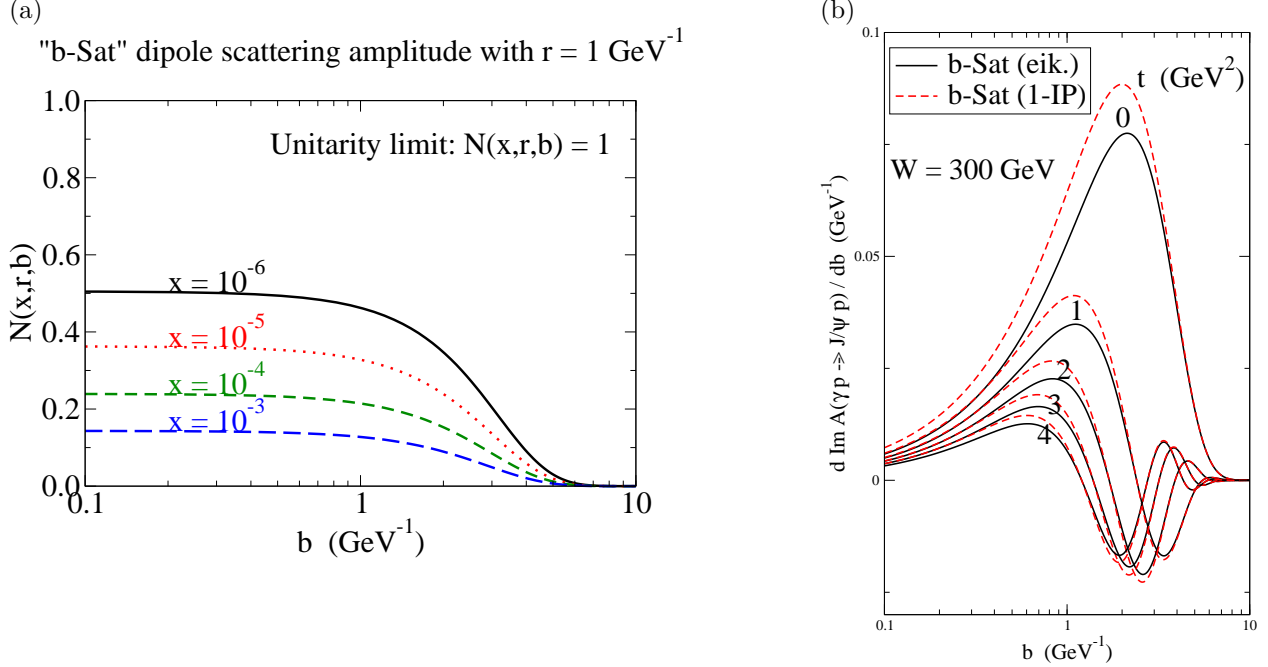 (a)
"b-Sat" dipole scattering amplitude with r = 1 GeV⁻¹
1.0
Unitarity limit: N(x,r,b) = 1
0.8
0.6
x = 10⁻⁶
0.4
x = 10⁻⁵
x = 10⁻⁴
0.2
x = 10⁻³
0.0
N(x,r,b)
0.1
1
10
b (GeV⁻¹)
(b)
0.1
b-Sat (eik.)
t (GeV²)
b-Sat (1-IP)
0
W = 300 GeV
0.05
1
2
3
4
0
d Im A(γp -> J/ψ p) / db (GeV⁻¹)
0.1
1
10
b (GeV⁻¹)